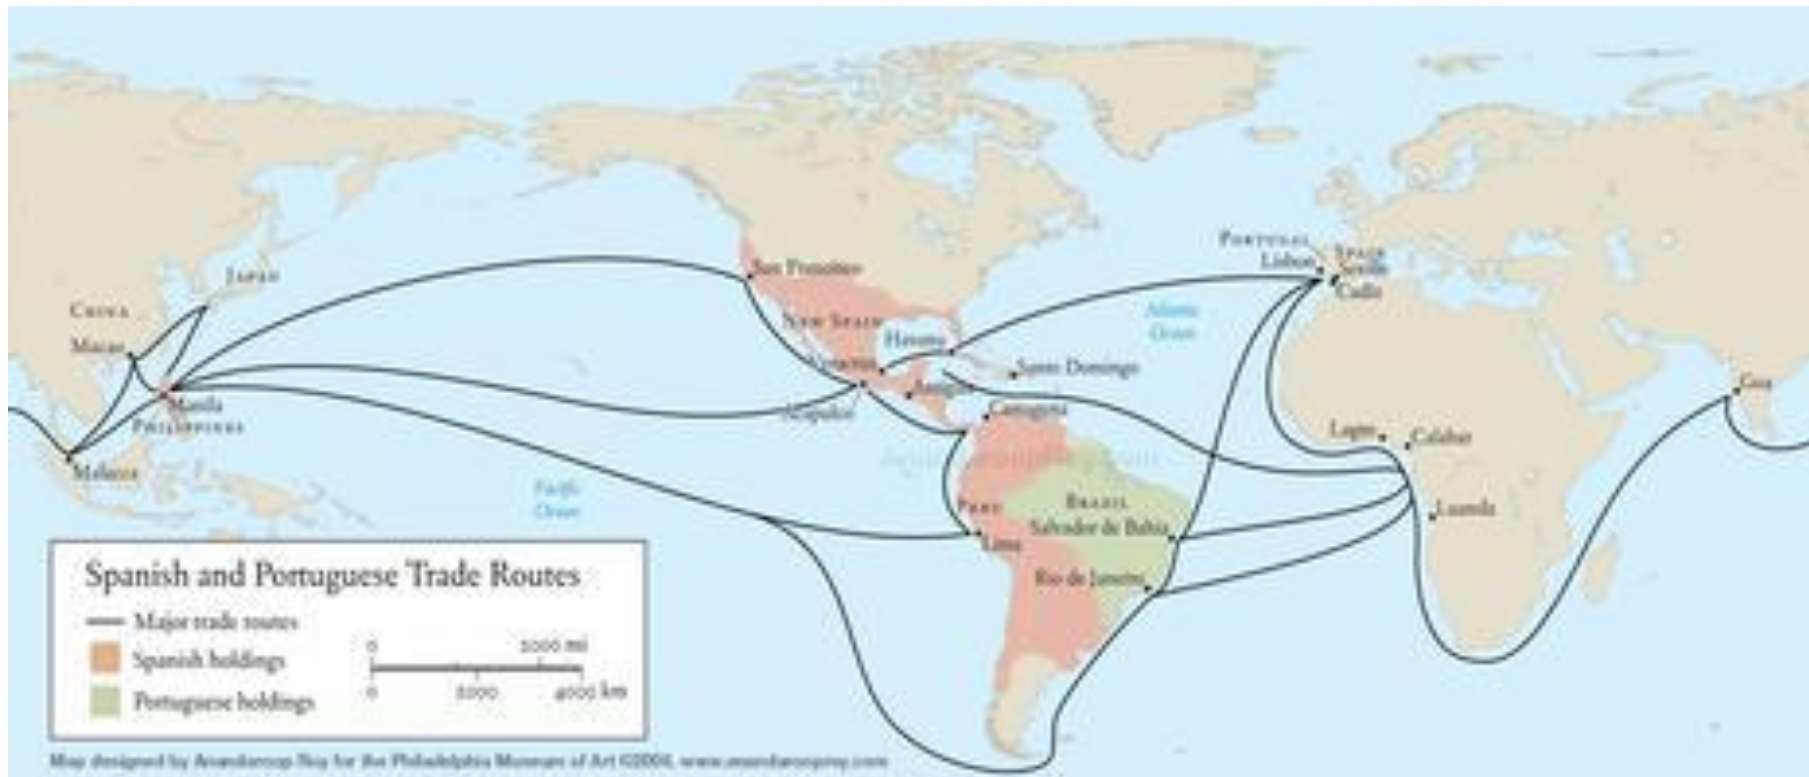 Portugal
Spain
Lisbon
Seville
Cadiz
Japan
China
Macao
Manila
Philippines
Malacca
San Francisco
New Spain
Havana
Veracruz
Acapulco
Santo Domingo
Cartagena
Atlantic
Ocean
Lagos
Calabar
Luanda
Goa
Pacific
Ocean
Peru
Lima
Brazil
Salvador de Bahia
Rio de Janeiro
Spanish and Portuguese Trade Routes
Major trade routes
Spanish holdings
Portuguese holdings
0 2000 mi
0 2000 4000 km
Map designed by Anandaroop Roy for the Philadelphia Museum of Art ©2006, www.anandarooproy.com